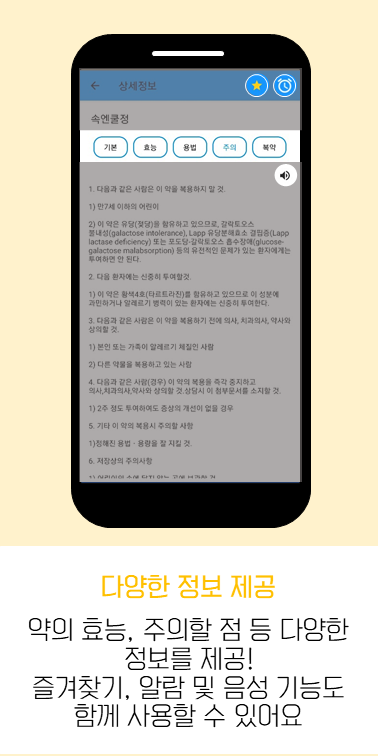 상세정보
속엔쿨정
기본 효능 용법 주의 복약
1. 다음과 같은 사람은 이 약을 복용하지 말 것.
1) 만7세 이하의 어린이
2) 이 약은 유당(젖당)을 함유하고 있으므로, 갈락토오스
불내성(galactose intolerance), Lapp 유당분해효소 결핍증(Lapp
lactase deficiency) 또는 포도당-갈락토오스 흡수장애(glucose-
galactose malabsorption) 등의 유전적인 문제가 있는 환자에게는
투여하면 안 된다.
2. 다음 환자에는 신중히 투여할것.
1) 이 약은 황색4호(타르트라진)를 함유하고 있으므로 이 성분에
과민하거나 알레르기 병력이 있는 환자에는 신중히 투여한다.
3. 다음과 같은 사람은 이 약을 복용하기 전에 의사, 치과의사, 약사와
상의할 것.
1) 본인 또는 가족이 알레르기 체질인 사람
2) 다른 약물을 복용하고 있는 사람
4. 다음과 같은 사람(경우) 이 약의 복용을 즉각 중지하고
의사,치과의사,약사와 상의할 것.상담시 이 첨부문서를 소지할 것.
1) 2주 정도 투여하여도 증상의 개선이 없을 경우
5. 기타 이 약의 복용시 주의할 사항
1)정해진 용법ㆍ용량을 잘 지킬 것.
6. 저장상의 주의사항
1) 어린이의 손에 닿지 않는 곳에 보관할 것
다양한 정보 제공
약의 효능, 주의할 점 등 다양한
정보를 제공!
즐겨찾기, 알람 및 음성 기능도
함께 사용할 수 있어요